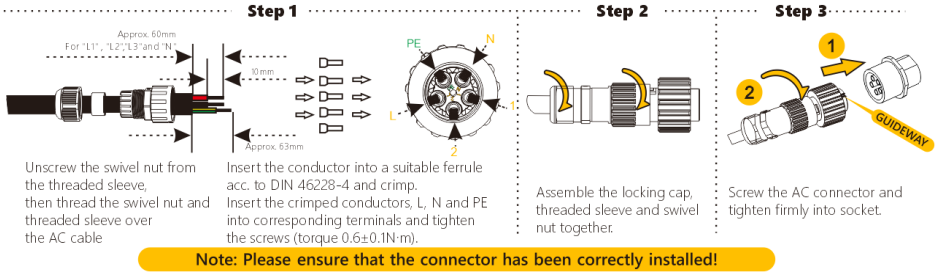 Step 1
Approx. 60mm
For "L1" , "L2","L3"and "N"
10mm
Approx. 63mm
PE
N
L
1
2
Unscrew the swivel nut from
the threaded sleeve,
then thread the swivel nut and
threaded sleeve over
the AC cable
Insert the conductor into a suitable ferrule
acc. to DIN 46228-4 and crimp.
Insert the crimped conductors, L, N and PE
into corresponding terminals and tighten
the screws (torque 0.6±0.1N·m).
Step 2
Assemble the locking cap,
threaded sleeve and swivel
nut together.
Step 3
1
2
GUIDEWAY
Screw the AC connector and
tighten firmly into socket.
Note: Please ensure that the connector has been correctly installed!